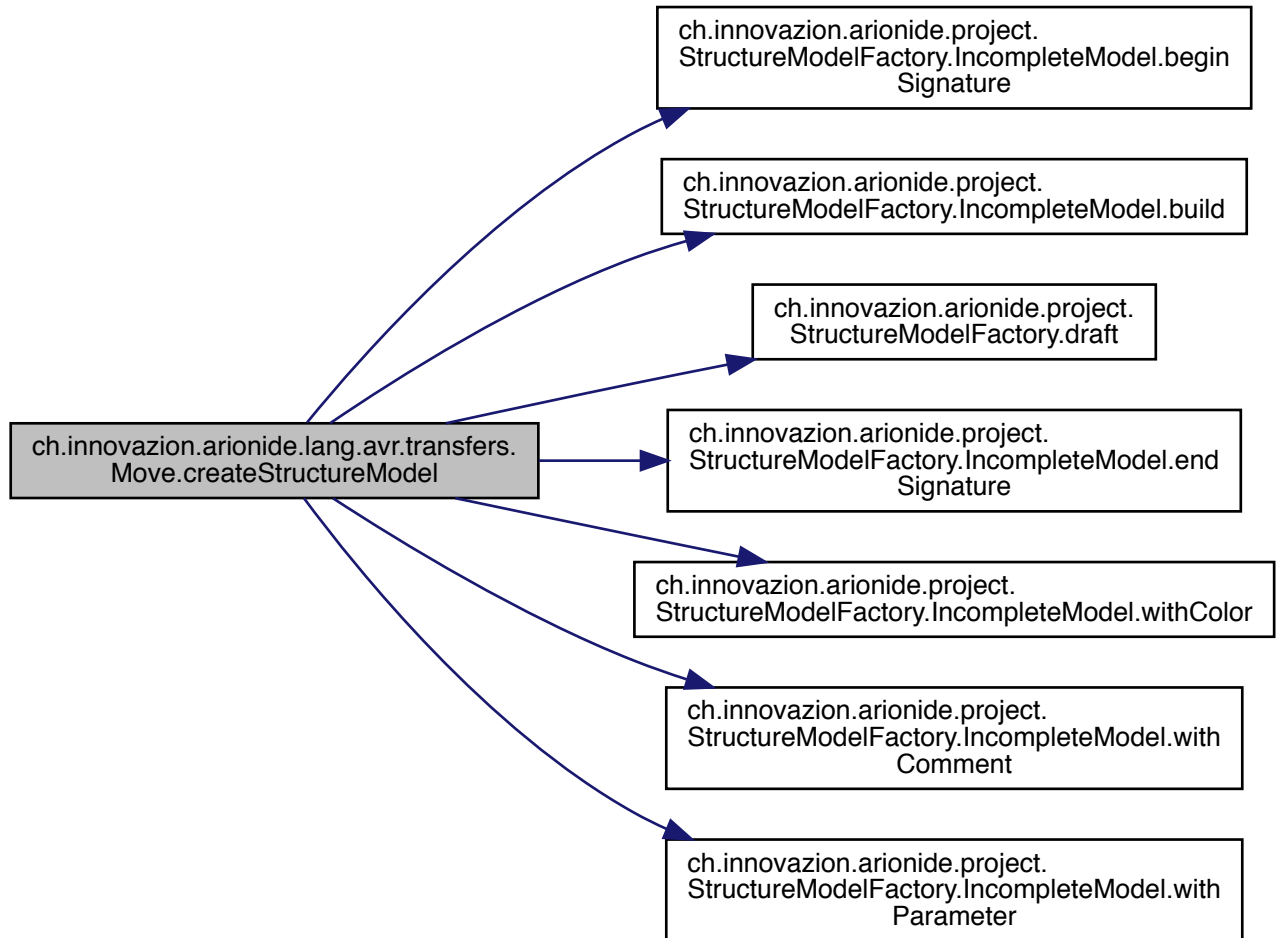 ch.innovazion.arionide.project.
StructureModelFactory.IncompleteModel.begin
Signature
ch.innovazion.arionide.project.
StructureModelFactory.IncompleteModel.build
ch.innovazion.arionide.project.
StructureModelFactory.draft
ch.innovazion.arionide.lang.avr.transfers.
Move.createStructureModel
ch.innovazion.arionide.project.
StructureModelFactory.IncompleteModel.end
Signature
ch.innovazion.arionide.project.
StructureModelFactory.IncompleteModel.withColor
ch.innovazion.arionide.project.
StructureModelFactory.IncompleteModel.with
Comment
ch.innovazion.arionide.project.
StructureModelFactory.IncompleteModel.with
Parameter